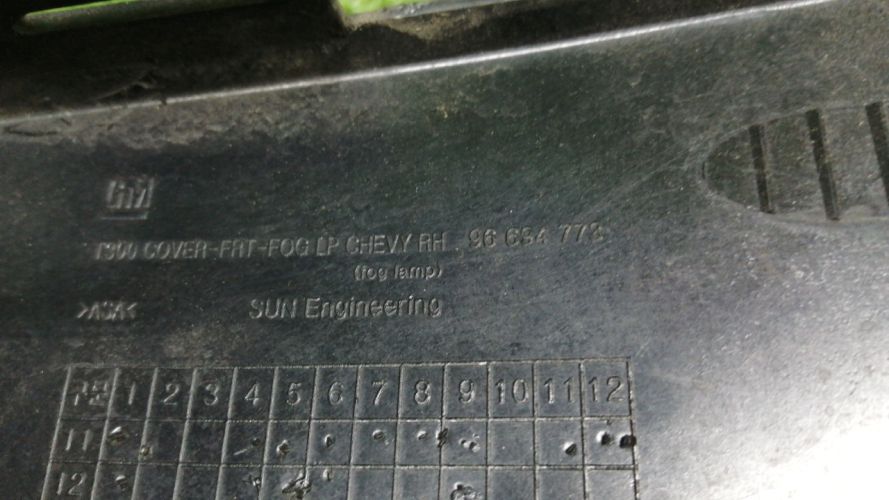 GM
T300 COVER-FRT-FOG LP CHEVY RH 96 694 773
(fog lamp)
>ASA< SUN Engineering
1 2 3 4 5 6 7 8 9 10 11 12
11
12